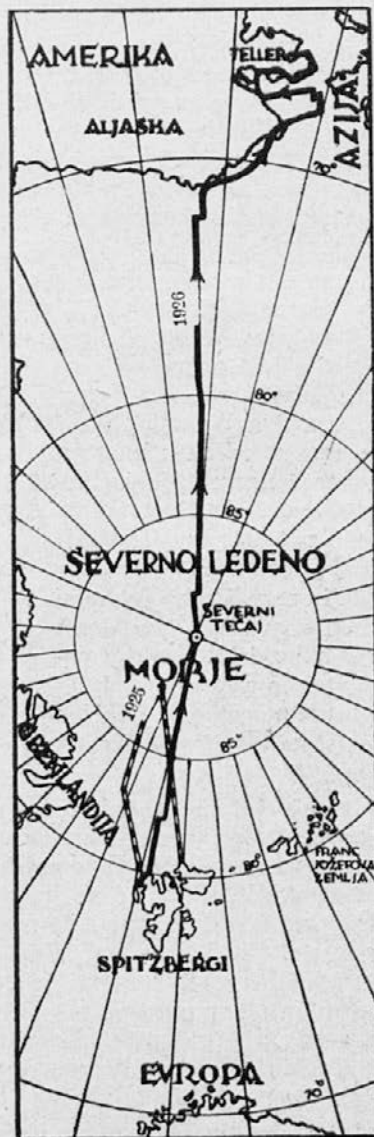 AMERIKA
TELLER
AZIJA
ALJASKA
70°
1926
80°
85°
SEVERNO LEDENO
SEVERNI
TEČAJ
MORJE
1925
85°
GRENLANDIJA
80°
FRANC
JOŽEFOVA
ZEMLJA
SPITZBERGI
EVROPA
70°